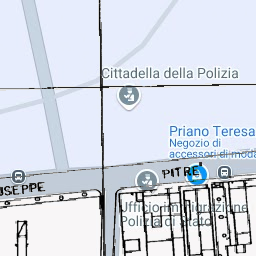 Cittadella della Polizia
Priano Teresa
Negozio di
accessori di moda
PITRE'
USEPPE
Ufficio immigrazione
Polizia di Stato